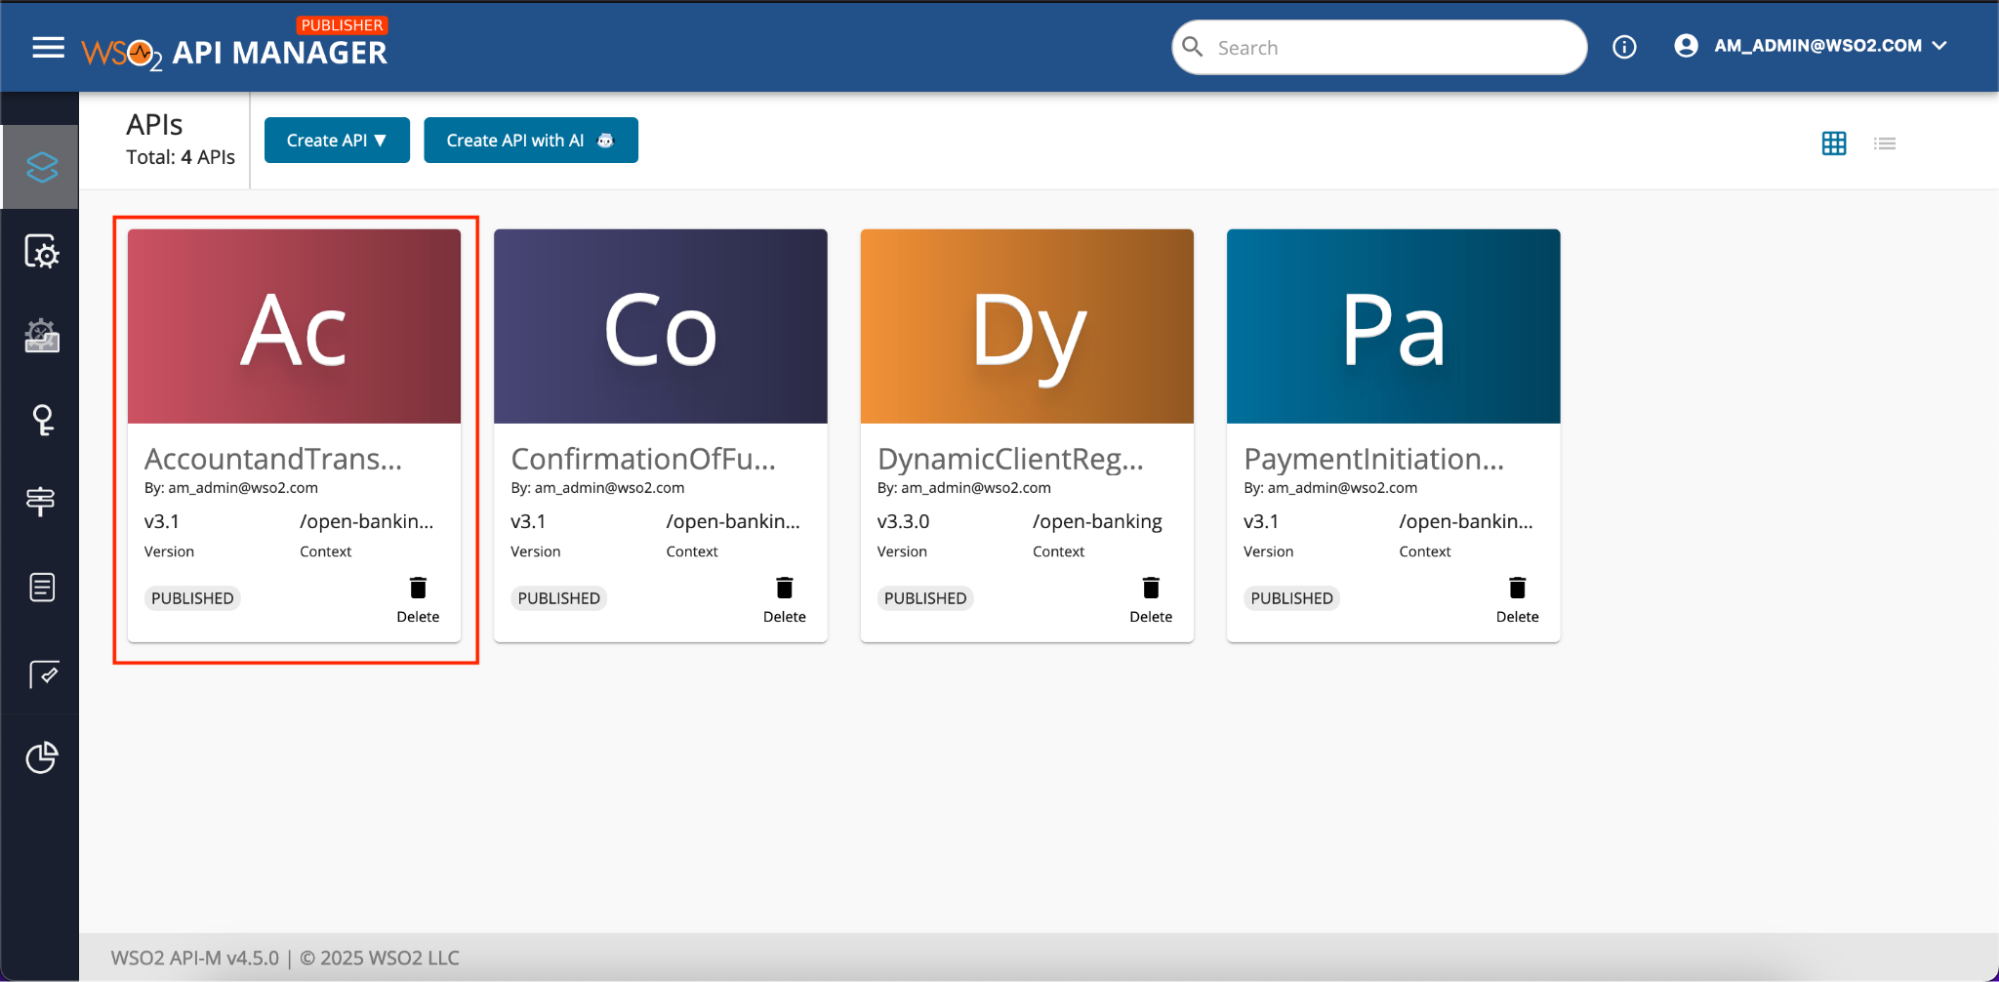 PUBLISHER
WSO2 API MANAGER
Search
AM_ADMIN@WSO2.COM
APIs
Total: 4 APIs
Create API ▼
Create API with AI
Ac
AccountandTrans...
By: am_admin@wso2.com
v3.1 /open-bankin...
Version Context
PUBLISHED
Delete
Co
ConfirmationOfFu...
By: am_admin@wso2.com
v3.1 /open-bankin...
Version Context
PUBLISHED
Delete
Dy
DynamicClientReg...
By: am_admin@wso2.com
v3.3.0 /open-banking
Version Context
PUBLISHED
Delete
Pa
PaymentInitiation...
By: am_admin@wso2.com
v3.1 /open-bankin...
Version Context
PUBLISHED
Delete
WSO2 API-M v4.5.0 | © 2025 WSO2 LLC